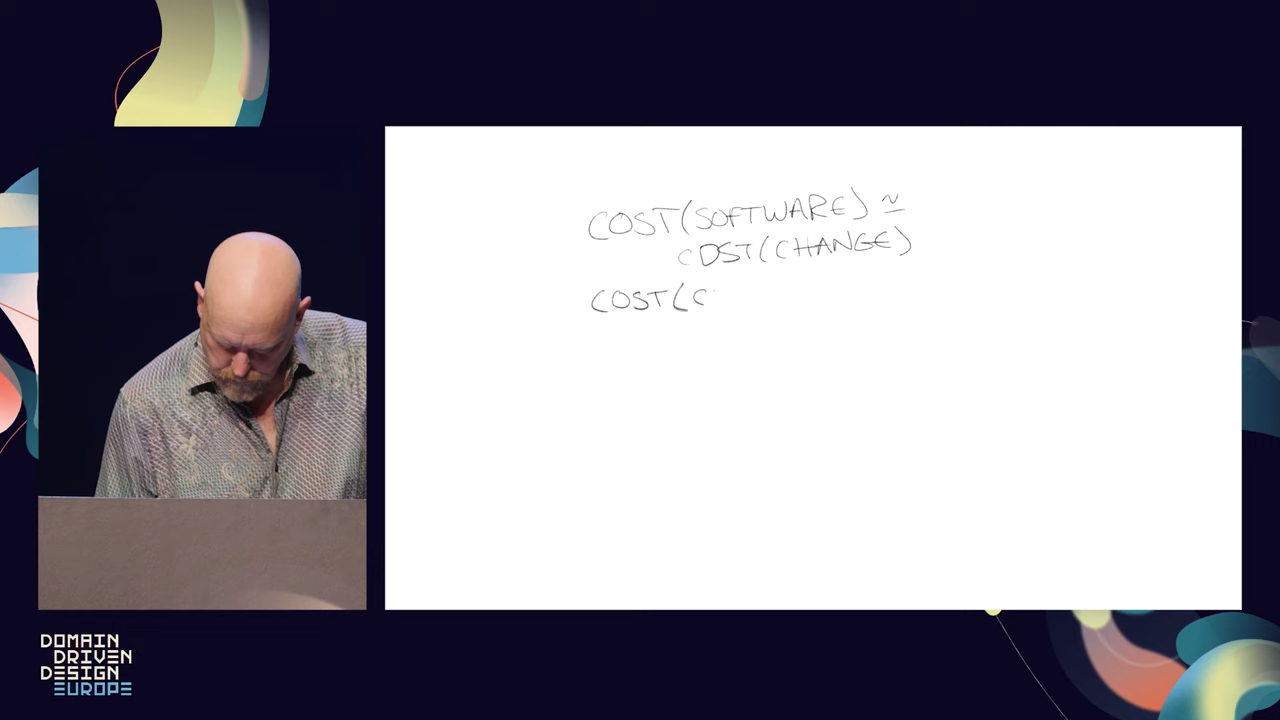 COST(SOFTWARE) ~
COST(CHANGE)
COST(C
DOMAIN
DRIVEN
DESIGN
EUROPE